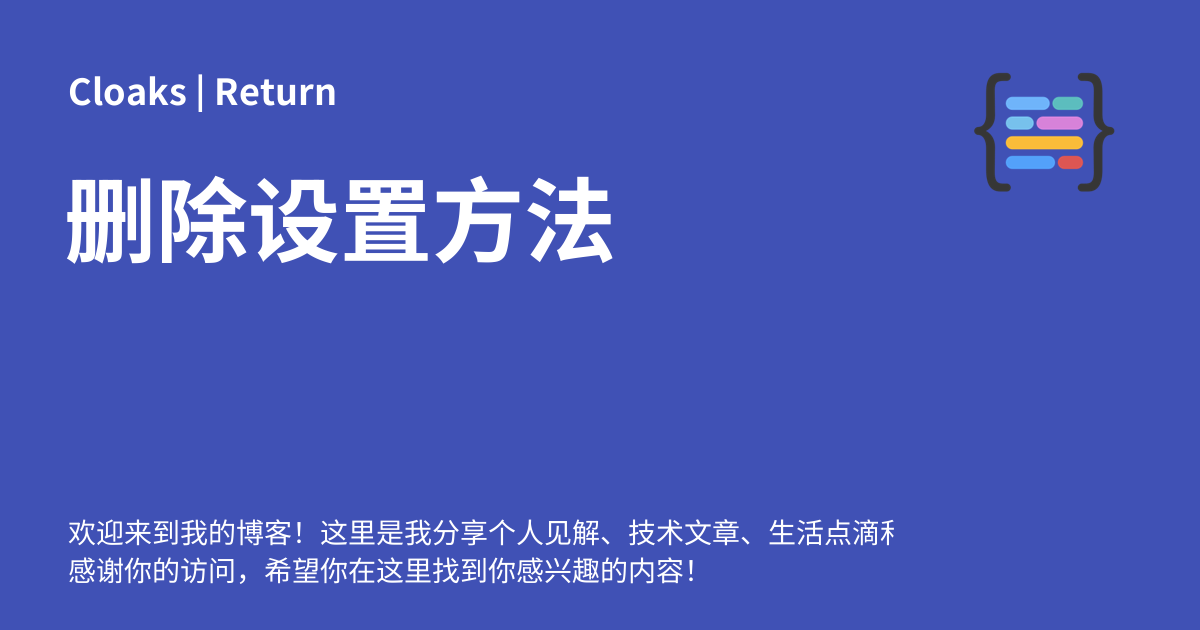 Cloaks | Return
删除设置方法
欢迎来到我的博客！这里是我分享个人见解、技术文章、生活点滴
感谢你的访问，希望你在这里找到你感兴趣的内容！